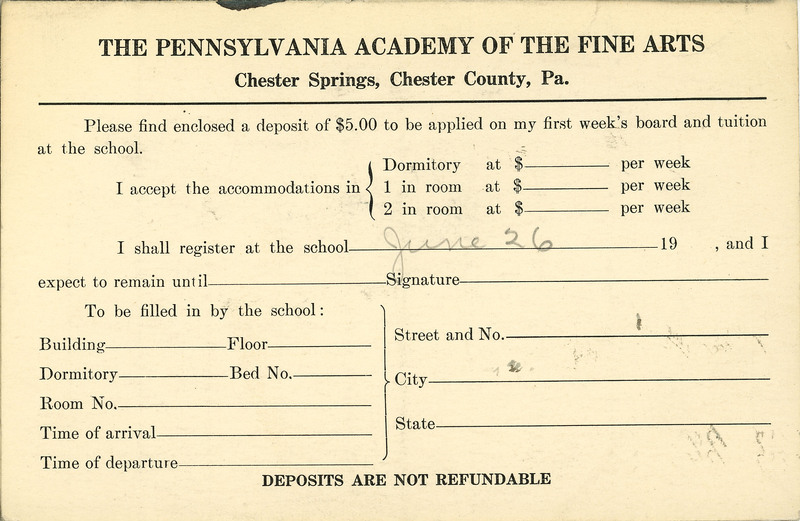 THE PENNSYLVANIA ACADEMY OF THE FINE ARTS
Chester Springs, Chester County, Pa.
Please find enclosed a deposit of $5.00 to be applied on my first week's board and tuition
at the school.
I accept the accommodations in
Dormitory at $ per week
1 in room at $ per week
2 in room at $ per week
I shall register at the school June 26 19 , and I
expect to remain until Signature
To be filled in by the school:
Building Floor
Dormitory Bed No.
Room No.
Time of arrival
Time of departure
Street and No.
City
State
DEPOSITS ARE NOT REFUNDABLE